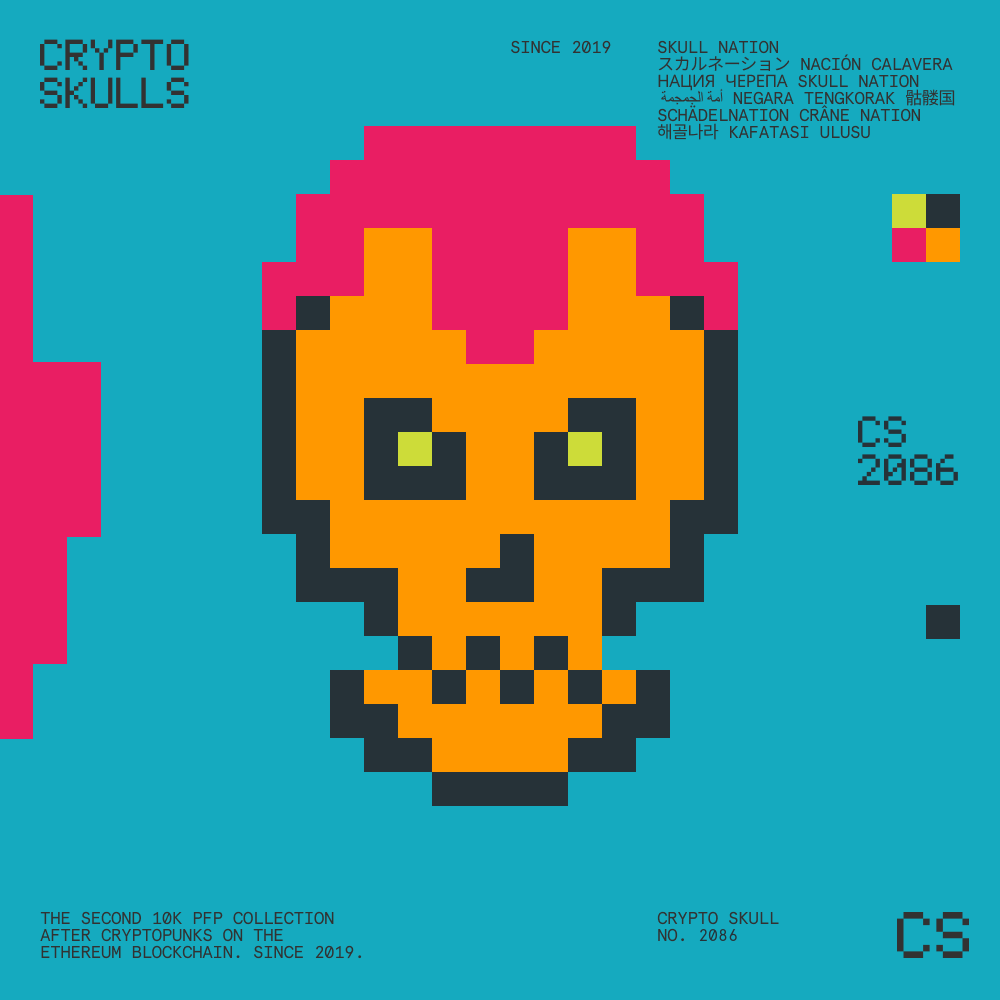 CRYPTO
SKULLS
SINCE 2019
SKULL NATION
スカルネーション NACIÓN CALAVERA
НАЦИЯ ЧЕРЕПА SKULL NATION
أمة الجمجمة NEGARA TENGKORAK 骷髅国
SCHÄDELNATION CRÂNE NATION
해골나라 KAFATASI ULUSU
CS
2086
THE SECOND 10K PFP COLLECTION
AFTER CRYPTOPUNKS ON THE
ETHEREUM BLOCKCHAIN. SINCE 2019.
CRYPTO SKULL
NO. 2086
CS